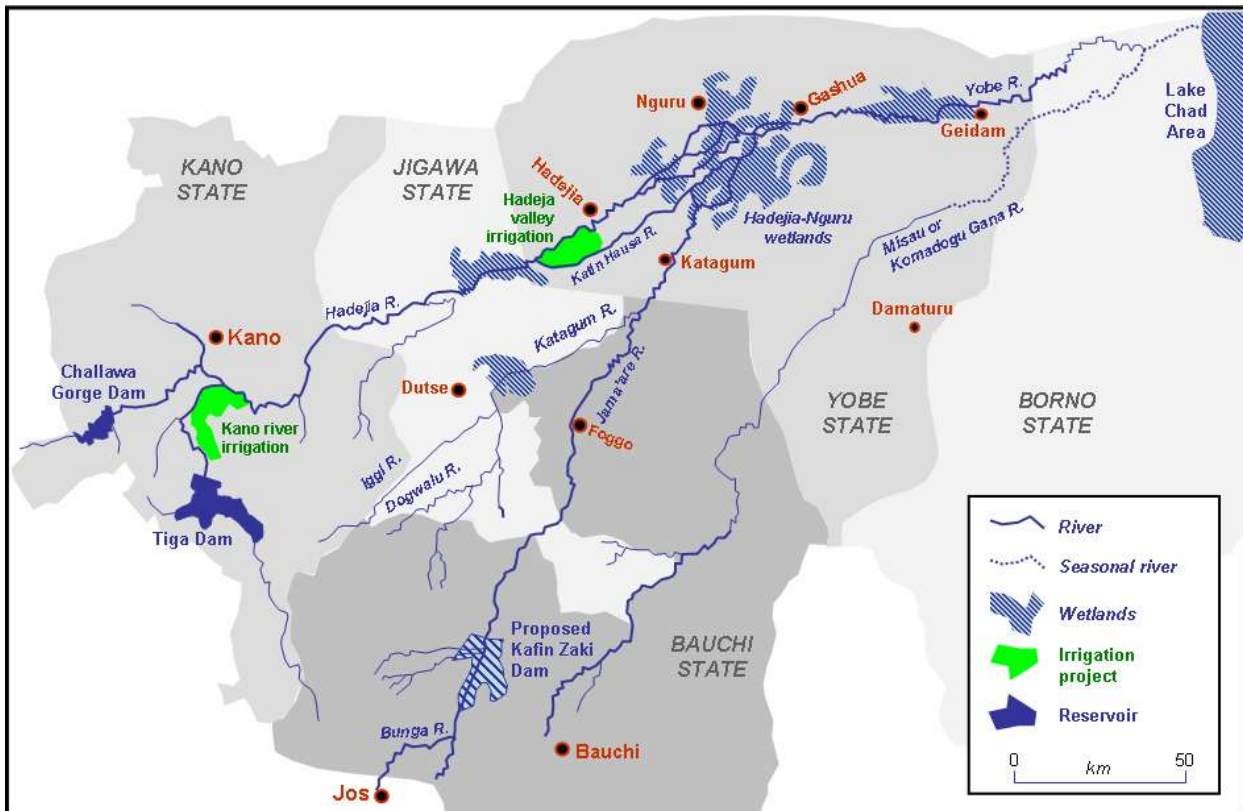 Nguru
Gashua
Yobe R.
Geidam
Lake
Chad
Area
KANO
STATE
JIGAWA
STATE
Hadejia
Hadeja
valley
irrigation
Hadejia-Nguru
wetlands
Katin Hausa R.
Katagum
Misau or
Komadogu Gana R.
Damaturu
Hadejia R.
Kano
Challawa
Gorge Dam
Katagum R.
Dutse
Jama'are R.
Foggo
YOBE
STATE
BORNO
STATE
Kano river
irrigation
Iggi R.
Dogwalu R.
Tiga Dam
Proposed
Kafin Zaki
Dam
BAUCHI
STATE
Bunga R.
Bauchi
Jos
River
Seasonal river
Wetlands
Irrigation
project
Reservoir
0 km 50